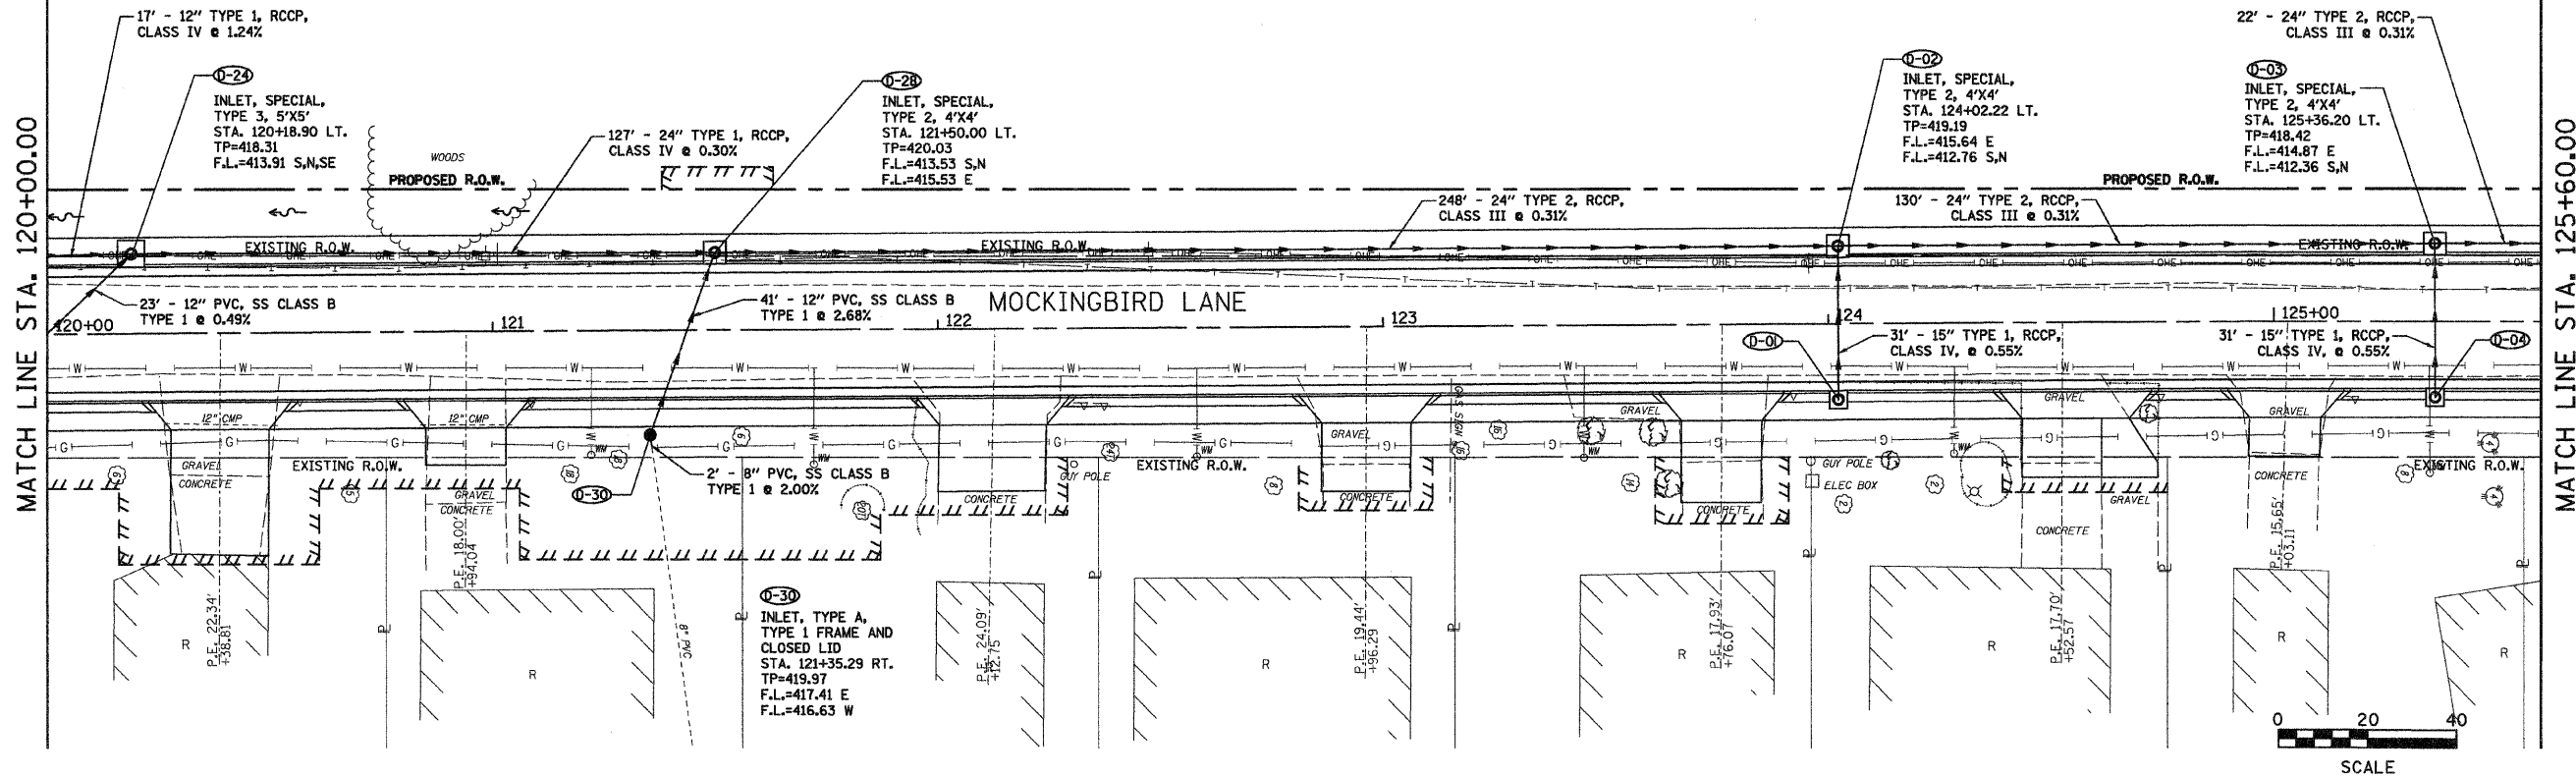 17' - 12" TYPE 1, RCCP,
CLASS IV @ 1.24%
D-24
INLET, SPECIAL,
TYPE 3, 5'X5'
STA. 120+18.90 LT.
TP=418.31
F.L.=413.91 S,N,SE
WOODS
PROPOSED R.O.W.
127' - 24" TYPE 1, RCCP,
CLASS IV @ 0.30%
D-28
INLET, SPECIAL,
TYPE 2, 4'X4'
STA. 121+50.00 LT.
TP=420.03
F.L.=413.53 S,N
F.L.=415.53 E
248' - 24" TYPE 2, RCCP,
CLASS III @ 0.31%
D-02
INLET, SPECIAL,
TYPE 2, 4'X4'
STA. 124+02.22 LT.
TP=419.19
F.L.=415.64 E
F.L.=412.76 S,N
130' - 24" TYPE 2, RCCP,
CLASS III @ 0.31%
PROPOSED R.O.W.
D-03
INLET, SPECIAL,
TYPE 2, 4'X4'
STA. 125+36.20 LT.
TP=418.42
F.L.=414.87 E
F.L.=412.36 S,N
22' - 24" TYPE 2, RCCP,
CLASS III @ 0.31%
MATCH LINE STA. 120+00.00
MATCH LINE STA. 125+60.00
EXISTING R.O.W.
EXISTING R.O.W.
EXISTING R.O.W.
23' - 12" PVC, SS CLASS B
TYPE 1 @ 0.49%
41' - 12" PVC, SS CLASS B
TYPE 1 @ 2.68%
MOCKINGBIRD LANE
120+00
121
122
123
124
125+00
D-01
31' - 15" TYPE 1, RCCP,
CLASS IV, @ 0.55%
31' - 15" TYPE 1, RCCP,
CLASS IV, @ 0.55%
D-04
12" CMP
12" CMP
GAS SIGN
GRAVEL
GRAVEL
GRAVEL
GRAVEL
CONCRETE
EXISTING R.O.W.
GRAVEL
CONCRETE
D-30
2' - 8" PVC, SS CLASS B
TYPE 1 @ 2.00%
CONCRETE
GUY POLE
EXISTING R.O.W.
GRAVEL
CONCRETE
CONCRETE
GUY POLE
ELEC BOX
GRAVEL
CONCRETE
CONCRETE
EXISTING R.O.W.
P.E. 22.34'
+38.81
P.E. 18.00'
+94.04
8" PVC
D-30
INLET, TYPE A,
TYPE 1 FRAME AND
CLOSED LID
STA. 121+35.29 RT.
TP=419.97
F.L.=417.41 E
F.L.=416.63 W
P.E. 24.09'
+12.75
P.E. 19.44'
+96.29
P.E. 17.93'
+76.07
P.E. 17.70'
+52.57
P.E. 15.65'
+03.11
R
R
R
R
R
R
R
0 20 40
SCALE